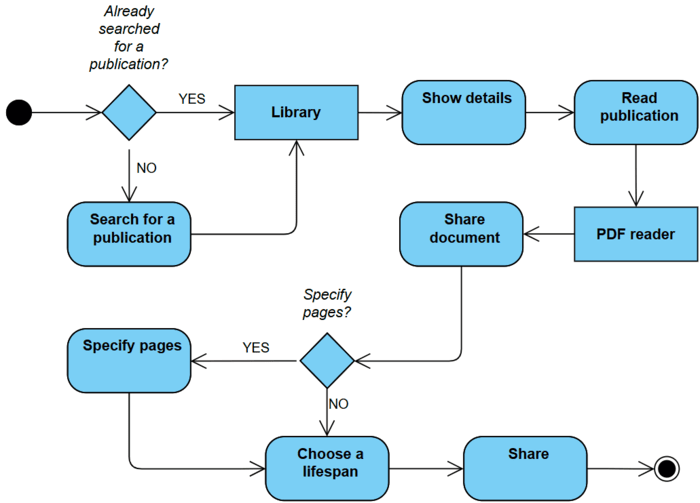 Already
searched
for a
publication?
YES
Library
Show details
Read
publication
NO
Search for a
publication
Share
document
PDF reader
Specify
pages?
Specify pages
YES
NO
Choose a
lifespan
Share